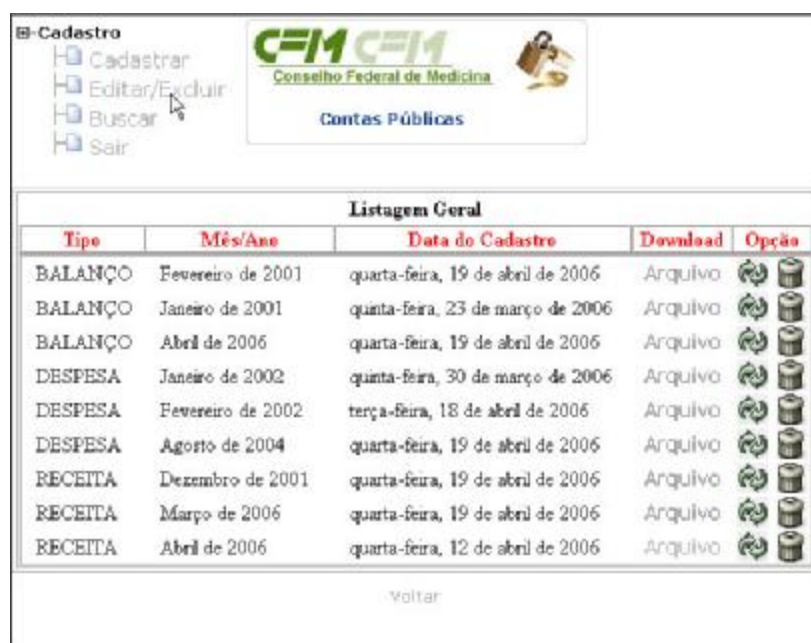 Cadastro
Cadastrar
Editar/Excluir
Buscar
Sair
CFM CFM
Conselho Federal de Medicina
Contas Públicas
Listagem Geral
Tipo Mês/Ano Data do Cadastro Download Opção
BALANÇO Fevereiro de 2001 quarta-feira, 19 de abril de 2006 Arquivo
BALANÇO Janeiro de 2001 quinta-feira, 23 de março de 2006 Arquivo
BALANÇO Abril de 2006 quarta-feira, 19 de abril de 2006 Arquivo
DESPESA Janeiro de 2002 quinta-feira, 30 de março de 2006 Arquivo
DESPESA Fevereiro de 2002 terça-feira, 18 de abril de 2006 Arquivo
DESPESA Agosto de 2004 quarta-feira, 19 de abril de 2006 Arquivo
RECEITA Dezembro de 2001 quarta-feira, 19 de abril de 2006 Arquivo
RECEITA Março de 2006 quarta-feira, 19 de abril de 2006 Arquivo
RECEITA Abril de 2006 quarta-feira, 12 de abril de 2006 Arquivo
Voltar